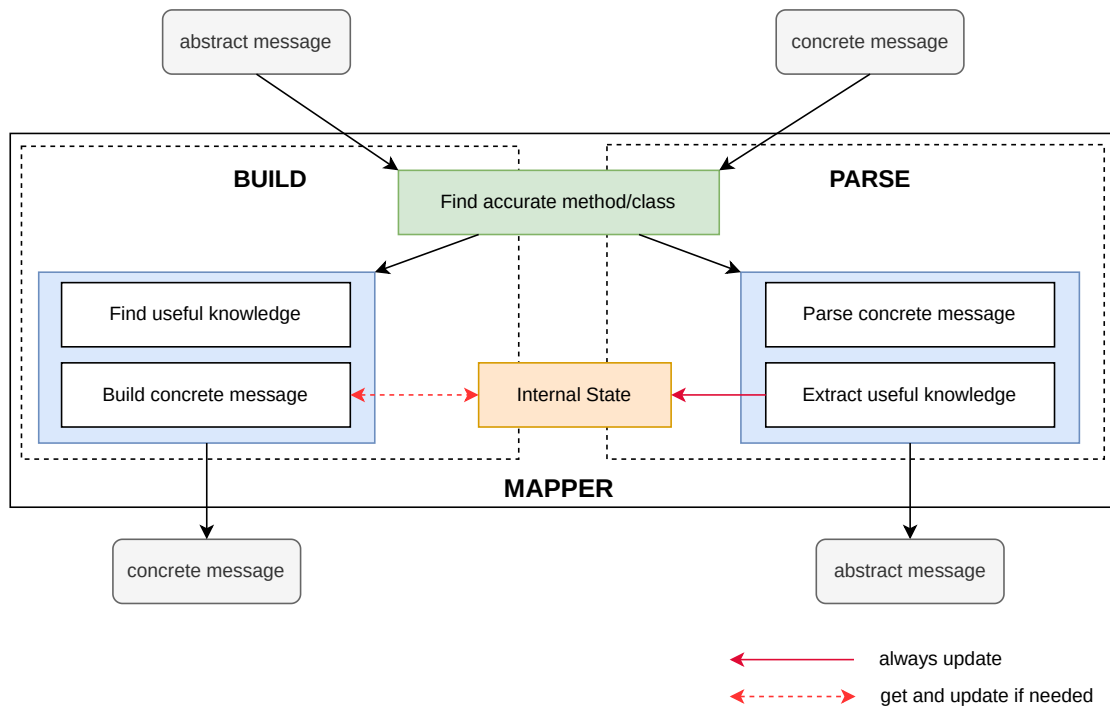 abstract message
concrete message
BUILD
PARSE
Find accurate method/class
Find useful knowledge
Parse concrete message
Build concrete message
Internal State
Extract useful knowledge
MAPPER
concrete message
abstract message
always update
get and update if needed